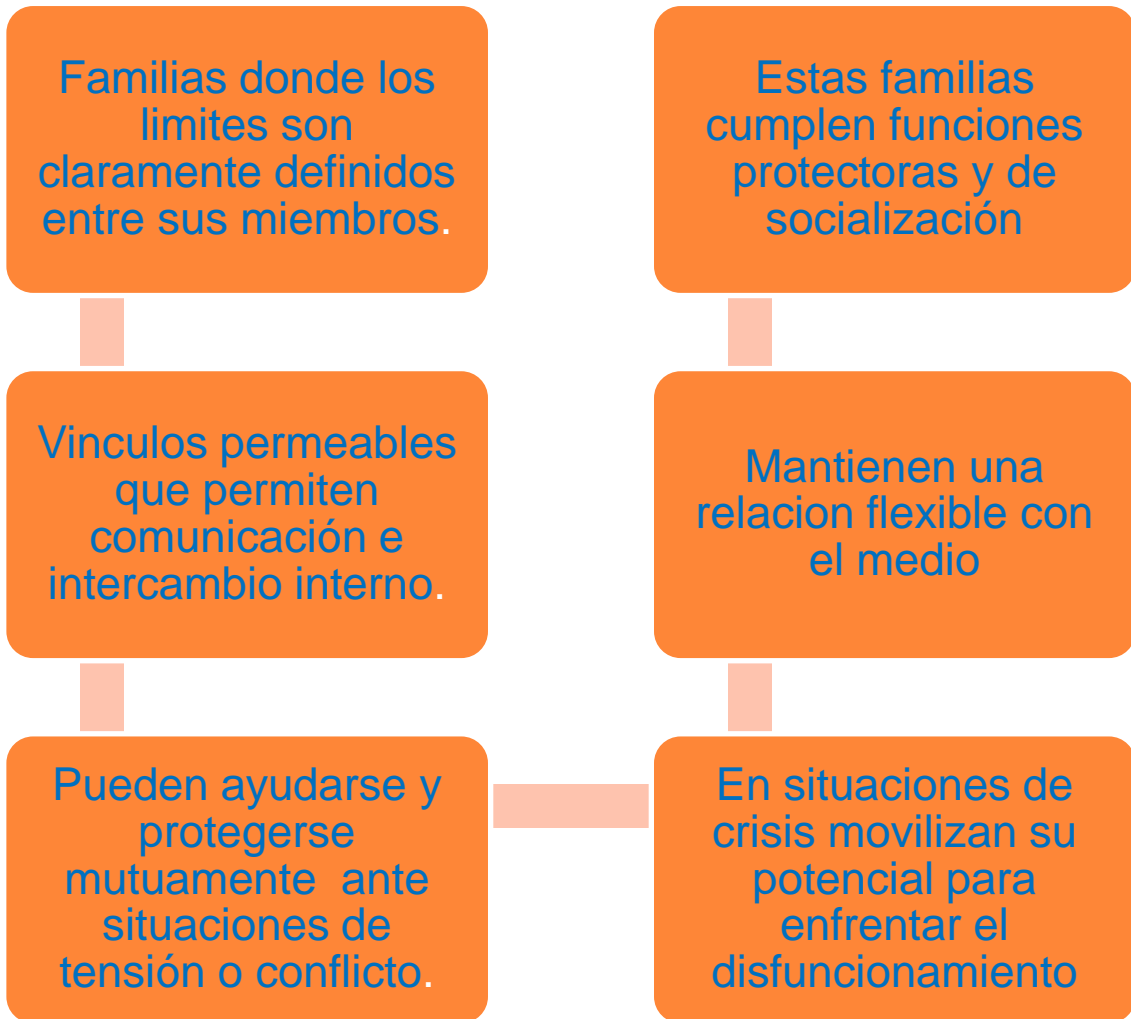 Familias donde los
limites son
claramente definidos
entre sus miembros.
Vinculos permeables
que permiten
comunicación e
intercambio interno.
Pueden ayudarse y
protegerse
mutuamente  ante
situaciones de
tensión o conflicto.
En situaciones de
crisis movilizan su
potencial para
enfrentar el
disfuncionamiento
Mantienen una
relacion flexible con
el medio
Estas familias
cumplen funciones
protectoras y de
socialización